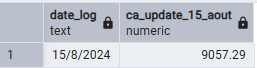 date_log ca_update_15_aout
text numeric
1 15/8/2024 9057.29